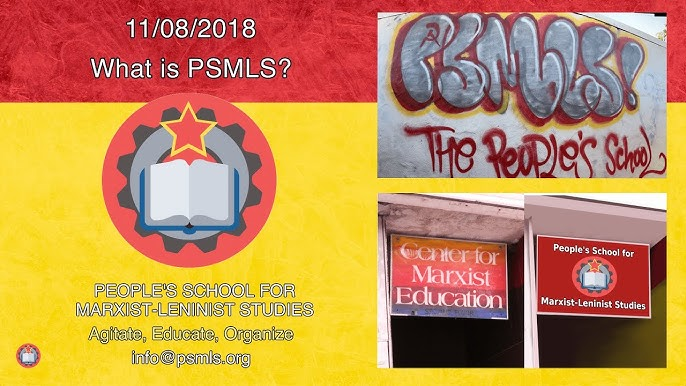 11/08/2018
What is PSMLS?
PEOPLE'S SCHOOL FOR
MARXIST-LENINIST STUDIES
Agitate, Educate, Organize
info@psmls.org
PSMLS!
The PeoPle's School
Center for
Marxist
Education
People's School for
Marxist-Leninist Studies